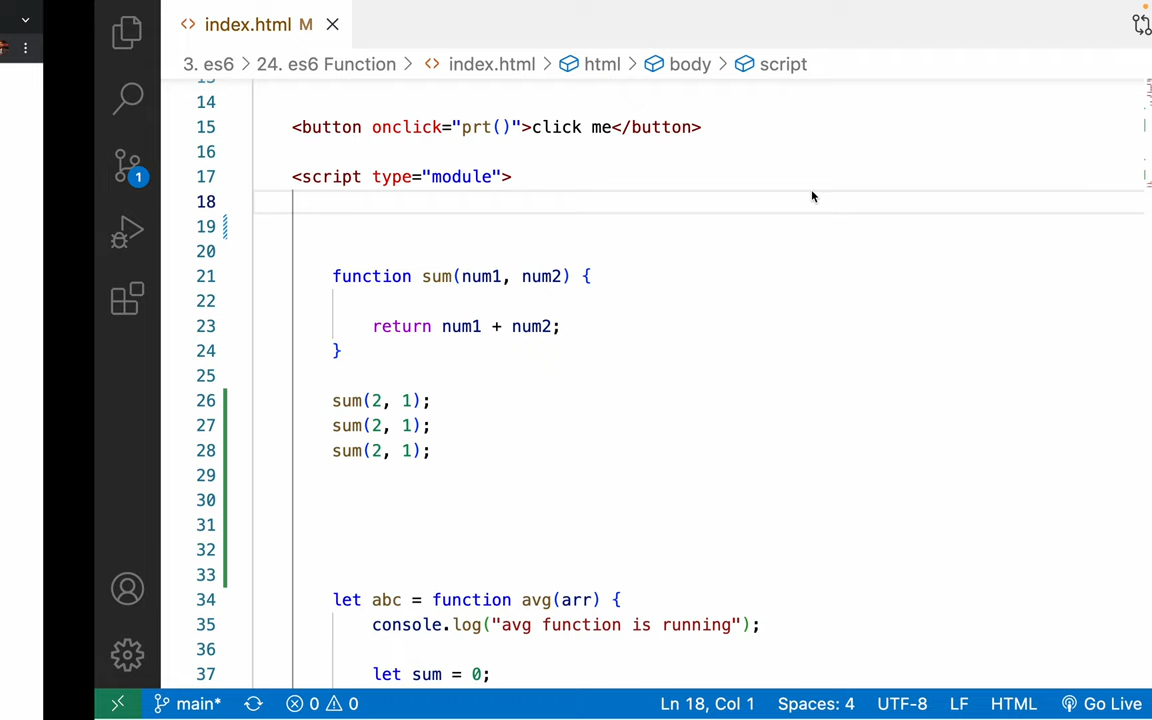 index.html M
3. es6 > 24. es6 Function > index.html > html > body > script
14
15 <button onclick="prt()">click me</button>
16
17 <script type="module">
18
19
20
21 function sum(num1, num2) {
22
23 return num1 + num2;
24 }
25
26 sum(2, 1);
27 sum(2, 1);
28 sum(2, 1);
29
30
31
32
33
34 let abc = function avg(arr) {
35 console.log("avg function is running");
36
37 let sum = 0;
1
main* 0 0 Ln 18, Col 1 Spaces: 4 UTF-8 LF HTML Go Live